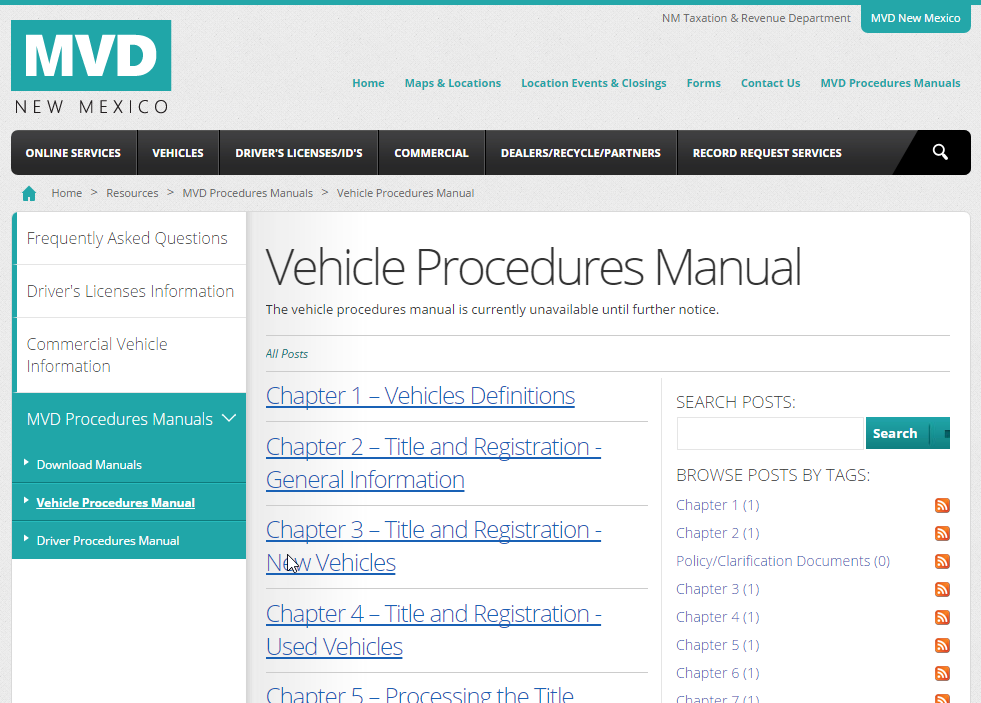 NM Taxation & Revenue Department
MVD New Mexico
MVD
NEW MEXICO
Home
Maps & Locations
Location Events & Closings
Forms
Contact Us
MVD Procedures Manuals
ONLINE SERVICES
VEHICLES
DRIVER'S LICENSES/ID'S
COMMERCIAL
DEALERS/RECYCLE/PARTNERS
RECORD REQUEST SERVICES
Home > Resources > MVD Procedures Manuals > Vehicle Procedures Manual
Frequently Asked Questions
Driver's Licenses Information
Commercial Vehicle
Information
MVD Procedures Manuals
Download Manuals
Vehicle Procedures Manual
Driver Procedures Manual
Vehicle Procedures Manual
The vehicle procedures manual is currently unavailable until further notice.
All Posts
Chapter 1 – Vehicles Definitions
Chapter 2 – Title and Registration -
General Information
Chapter 3 – Title and Registration -
New Vehicles
Chapter 4 – Title and Registration -
Used Vehicles
Chapter 5 – Processing the Title
SEARCH POSTS:
Search
BROWSE POSTS BY TAGS:
Chapter 1 (1)
Chapter 2 (1)
Policy/Clarification Documents (0)
Chapter 3 (1)
Chapter 4 (1)
Chapter 5 (1)
Chapter 6 (1)
Chapter 7 (1)